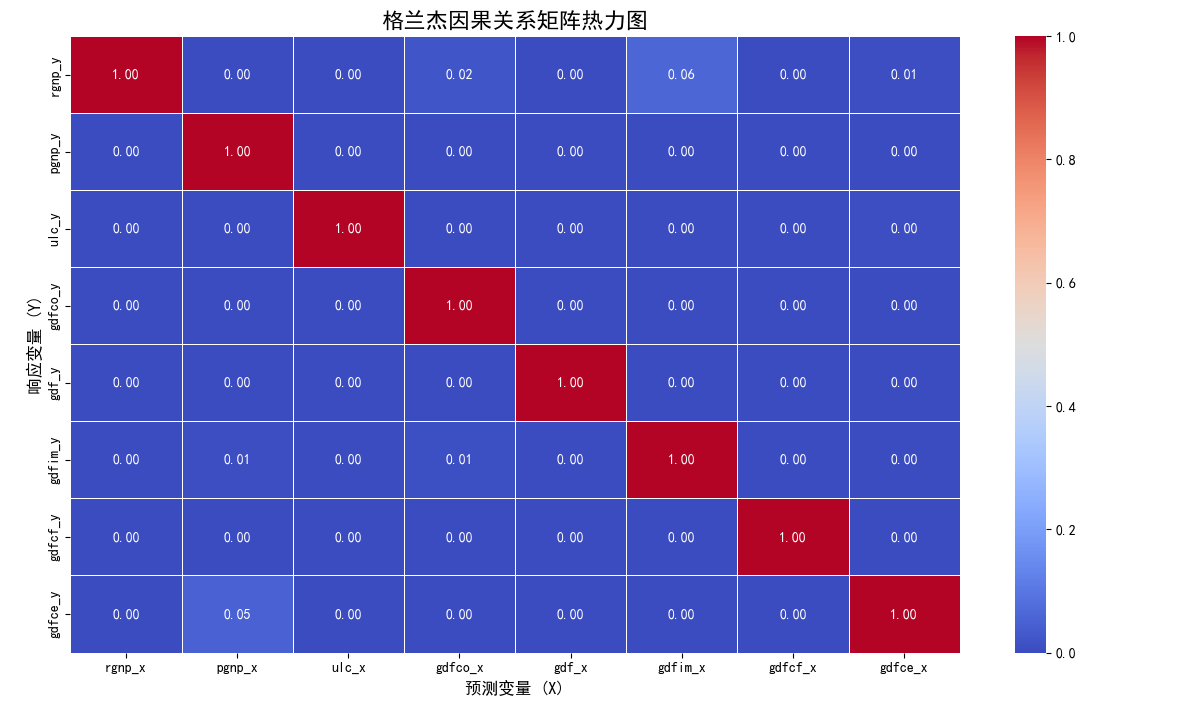 格兰杰因果关系矩阵热力图
rgnp_y 1.00 0.00 0.00 0.02 0.00 0.06 0.00 0.01
pgnp_y 0.00 1.00 0.00 0.00 0.00 0.00 0.00 0.00
ulc_y 0.00 0.00 1.00 0.00 0.00 0.00 0.00 0.00
gdfco_y 0.00 0.00 0.00 1.00 0.00 0.00 0.00 0.00
gdf_y 0.00 0.00 0.00 0.00 1.00 0.00 0.00 0.00
gdfim_y 0.00 0.01 0.00 0.01 0.00 1.00 0.00 0.00
gdfcf_y 0.00 0.00 0.00 0.00 0.00 0.00 1.00 0.00
gdfce_y 0.00 0.05 0.00 0.00 0.00 0.00 0.00 1.00
rgnp_x pgnp_x ulc_x gdfco_x gdf_x gdfim_x gdfcf_x gdfce_x
预测变量 (X)
响应变量 (Y)
1.0
0.8
0.6
0.4
0.2
0.0